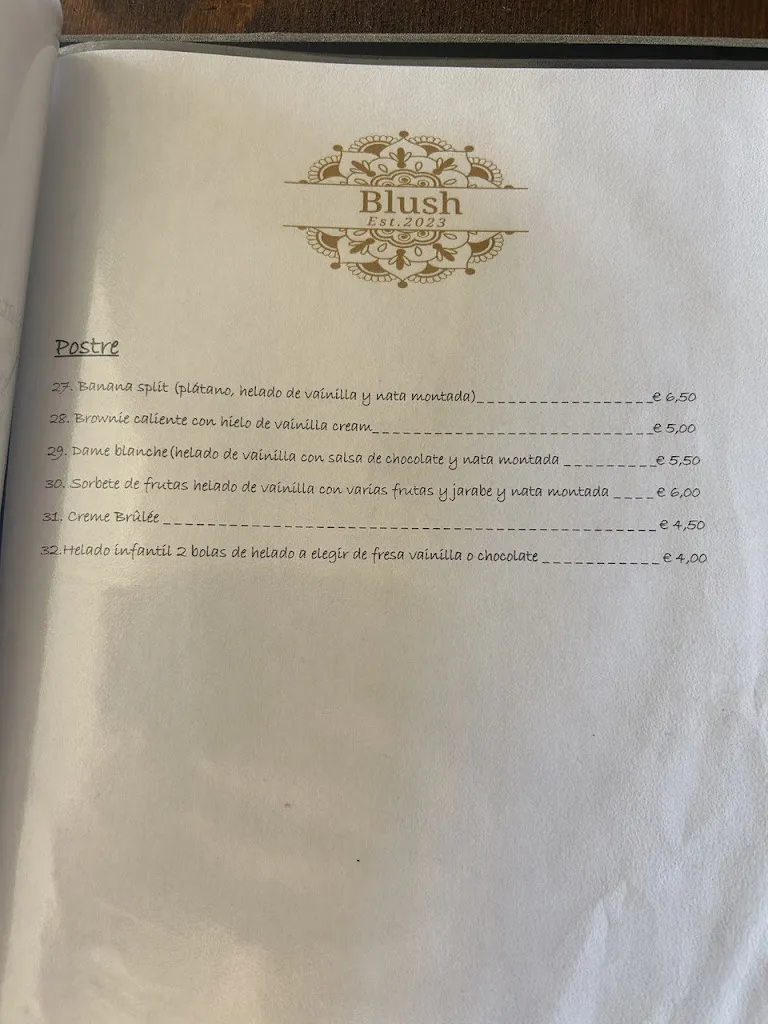 Blush
Est.2023
Postre
27. Banana split (plátano, helado de vainilla y nata montada)_________________€ 6,50
28. Brownie caliente con hielo de vainilla cream___________________________€ 5,00
29. Dame blanche(helado de vainilla con salsa de chocolate y nata montada _________€ 5,50
30. Sorbete de frutas helado de vainilla con varias frutas y jarabe y nata montada ____€ 6,00
31. Creme Brûlée ________________________________________________€ 4,50
32.Helado infantil 2 bolas de helado a elegir de fresa vainilla o chocolate ____________€ 4,00